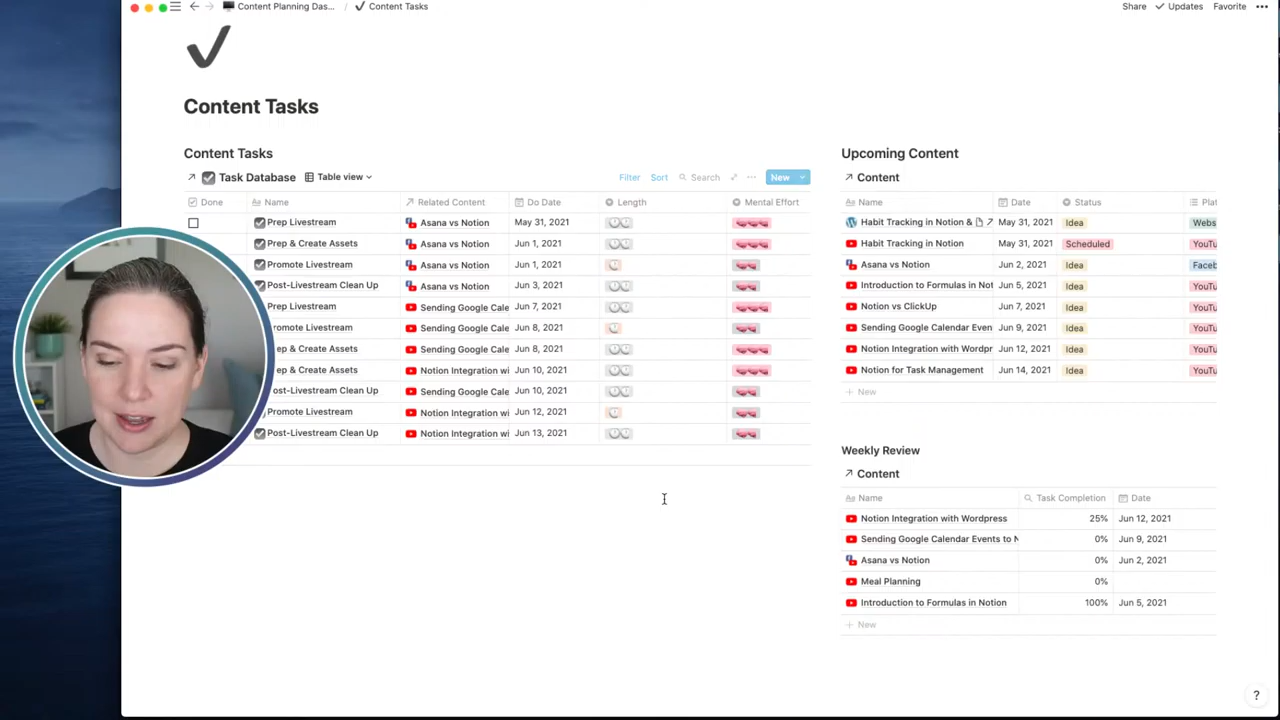 Content Planning Das... / Content Tasks Share Updates Favorite •••
Content Tasks
Content Tasks
Task Database Table view Filter Sort Search ••• New
Done Name Related Content Do Date Length Mental Effort
Prep Livestream Asana vs Notion May 31, 2021
Prep & Create Assets Asana vs Notion Jun 1, 2021
Promote Livestream Asana vs Notion Jun 1, 2021
Post-Livestream Clean Up Asana vs Notion Jun 3, 2021
Prep Livestream Sending Google Cale Jun 7, 2021
romote Livestream Sending Google Cale Jun 8, 2021
ep & Create Assets Sending Google Cale Jun 8, 2021
ep & Create Assets Notion Integration wi Jun 10, 2021
ost-Livestream Clean Up Sending Google Cale Jun 10, 2021
Promote Livestream Notion Integration wi Jun 12, 2021
Post-Livestream Clean Up Notion Integration wi Jun 13, 2021
Upcoming Content
Content
Name Date Status Plat
Habit Tracking in Notion & May 31, 2021 Idea Webs
Habit Tracking in Notion May 31, 2021 Scheduled YouTu
Asana vs Notion Jun 2, 2021 Idea Faceb
Introduction to Formulas in Not Jun 5, 2021 Idea YouTu
Notion vs ClickUp Jun 7, 2021 Idea YouTu
Sending Google Calendar Even Jun 9, 2021 Idea YouTu
Notion Integration with Wordpr Jun 12, 2021 Idea YouTu
Notion for Task Management Jun 14, 2021 Idea YouTu
+ New
Weekly Review
Content
Name Task Completion Date
Notion Integration with Wordpress 25% Jun 12, 2021
Sending Google Calendar Events to N 0% Jun 9, 2021
Asana vs Notion 0% Jun 2, 2021
Meal Planning 0%
Introduction to Formulas in Notion 100% Jun 5, 2021
+ New
?